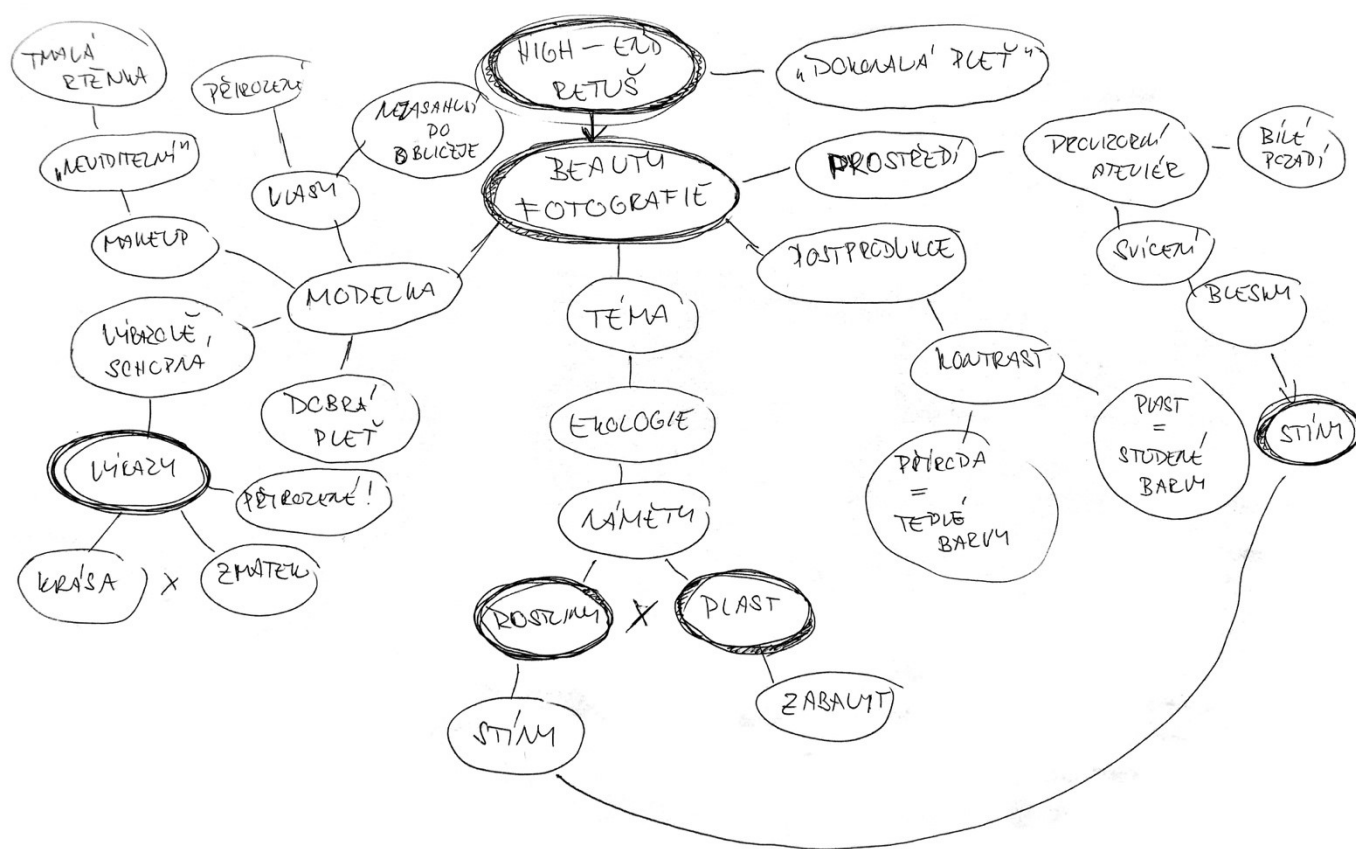 HIGH – END
RETUŠ
„DOKONALÁ PLEŤ"
TMAVÁ
RTĚNKA
PŘIROZENÉ
NEZASAHUJÍ
DO
OBLIČEJE
„NEVIDITELNÝ"
VLASY
MAKEUP
MODELKA
VÝRAZOVĚ
SCHOPNÁ
DOBRÁ
PLEŤ
VÝRAZY
PŘIROZENÉ!
KRÁSA X ZMATEK
BEAUTY
FOTOGRAFIE
TÉMA
EKOLOGIE
NÁMĚTY
ROSTLINY X PLAST
STÍNY
ZABALIT
PROSTŘEDÍ
PROVIZORNÍ
ATELIÉR
BÍLÉ
POZADÍ
SVÍCENÍ
BLESKY
STÍNY
POSTPRODUKCE
KONTRAST
PŘÍRODA
=
TEPLÉ
BARVY
PLAST
=
STUDENÉ
BARVY